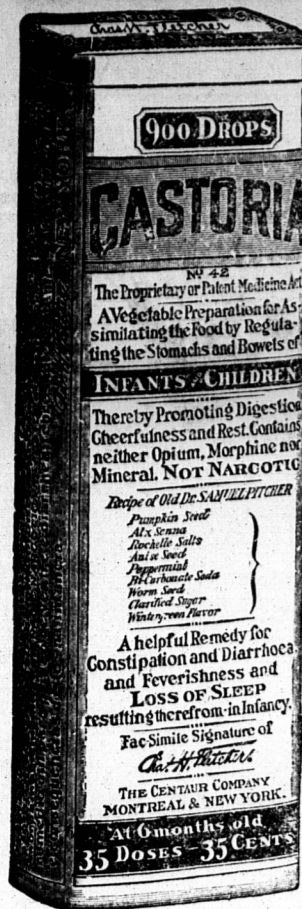 Chas. H. Fletcher
900 DROPS
CASTORIA
Nº 42
The Proprietary or Patent Medicine Act
A Vegetable Preparation for As-
similating the Food by Regula-
ting the Stomachs and Bowels of
INFANTS CHILDREN
Thereby Promoting Digestion
Cheerfulness and Rest. Contains
neither Opium, Morphine nor
Mineral. NOT NARCOTIC
Recipe of Old Dr. SAMUEL PITCHER
Pumpkin Seed
Alx Senna
Rochelle Salts
Anise Seed
Peppermint
Bi-Carbonate Soda
Worm Seed
Clarified Sugar
Wintergreen Flavor
A helpful Remedy for
Constipation and Diarrhoea
and Feverishness and
LOSS OF SLEEP
resulting therefrom in Infancy.
Fac-Simile Signature of
Chas. H. Fletcher
THE CENTAUR COMPANY
MONTREAL & NEW YORK.
At 6 months old
35 DOSES - 35 CENTS